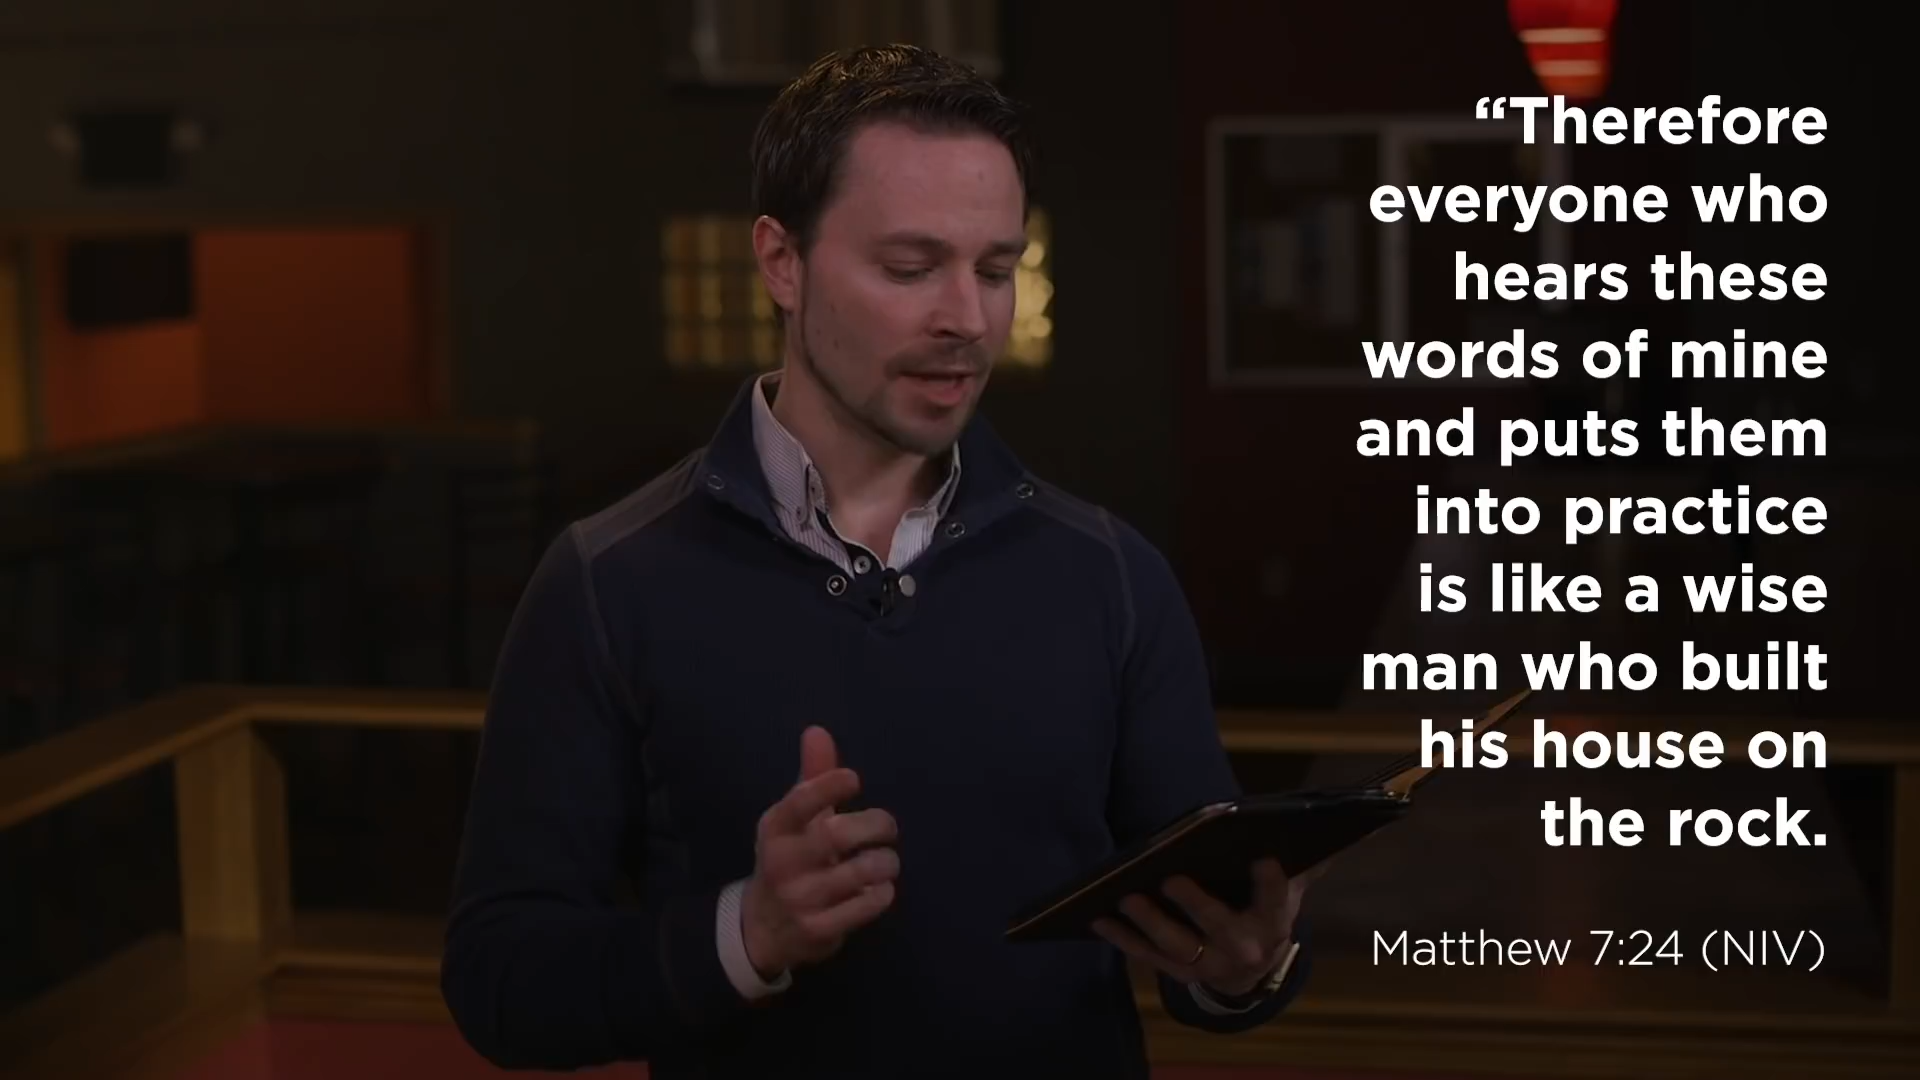 “Therefore
everyone who
hears these
words of mine
and puts them
into practice
is like a wise
man who built
his house on
the rock.
Matthew 7:24 (NIV)